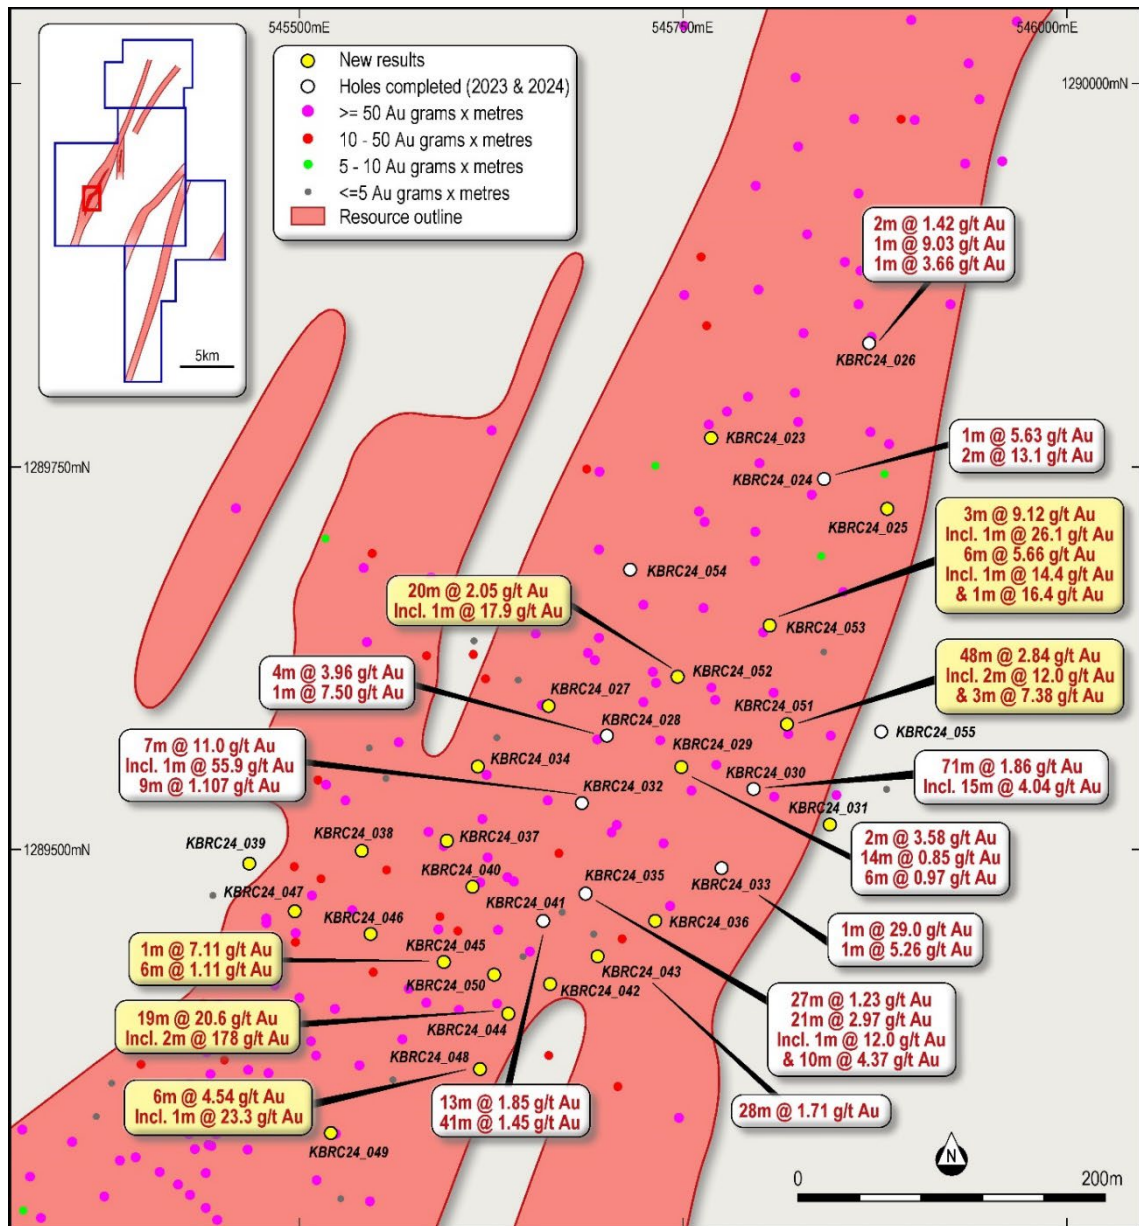 545500mE
545750mE
546000mE
1290000mN
1289750mN
1289500mN
5km
New results
Holes completed (2023 & 2024)
>= 50 Au grams x metres
10 - 50 Au grams x metres
5 - 10 Au grams x metres
<=5 Au grams x metres
Resource outline
2m @ 1.42 g/t Au
1m @ 9.03 g/t Au
1m @ 3.66 g/t Au
KBRC24_026
KBRC24_023
1m @ 5.63 g/t Au
2m @ 13.1 g/t Au
KBRC24_024
KBRC24_025
3m @ 9.12 g/t Au
Incl. 1m @ 26.1 g/t Au
6m @ 5.66 g/t Au
Incl. 1m @ 14.4 g/t Au
& 1m @ 16.4 g/t Au
KBRC24_054
20m @ 2.05 g/t Au
Incl. 1m @ 17.9 g/t Au
KBRC24_053
4m @ 3.96 g/t Au
1m @ 7.50 g/t Au
KBRC24_052
48m @ 2.84 g/t Au
Incl. 2m @ 12.0 g/t Au
& 3m @ 7.38 g/t Au
KBRC24_027
KBRC24_051
KBRC24_028
KBRC24_055
7m @ 11.0 g/t Au
Incl. 1m @ 55.9 g/t Au
9m @ 1.107 g/t Au
KBRC24_034
KBRC24_029
KBRC24_030
71m @ 1.86 g/t Au
Incl. 15m @ 4.04 g/t Au
KBRC24_032
KBRC24_031
KBRC24_039
KBRC24_038
KBRC24_037
2m @ 3.58 g/t Au
14m @ 0.85 g/t Au
6m @ 0.97 g/t Au
KBRC24_040
KBRC24_035
KBRC24_033
KBRC24_047
KBRC24_041
KBRC24_046
KBRC24_036
1m @ 29.0 g/t Au
1m @ 5.26 g/t Au
1m @ 7.11 g/t Au
6m @ 1.11 g/t Au
KBRC24_045
KBRC24_050
KBRC24_043
KBRC24_042
27m @ 1.23 g/t Au
21m @ 2.97 g/t Au
Incl. 1m @ 12.0 g/t Au
& 10m @ 4.37 g/t Au
19m @ 20.6 g/t Au
Incl. 2m @ 178 g/t Au
KBRC24_044
KBRC24_048
6m @ 4.54 g/t Au
Incl. 1m @ 23.3 g/t Au
13m @ 1.85 g/t Au
41m @ 1.45 g/t Au
28m @ 1.71 g/t Au
KBRC24_049
N
0
200m